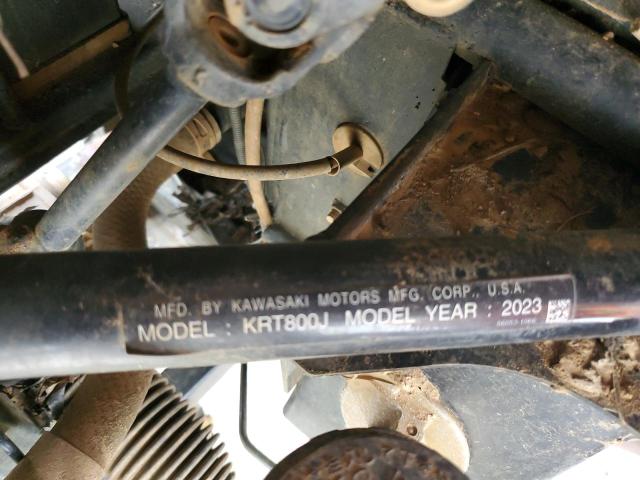 MFD. BY KAWASAKI MOTORS MFG. CORP., U.S.A.
MODEL : KRT800J MODEL YEAR : 2023